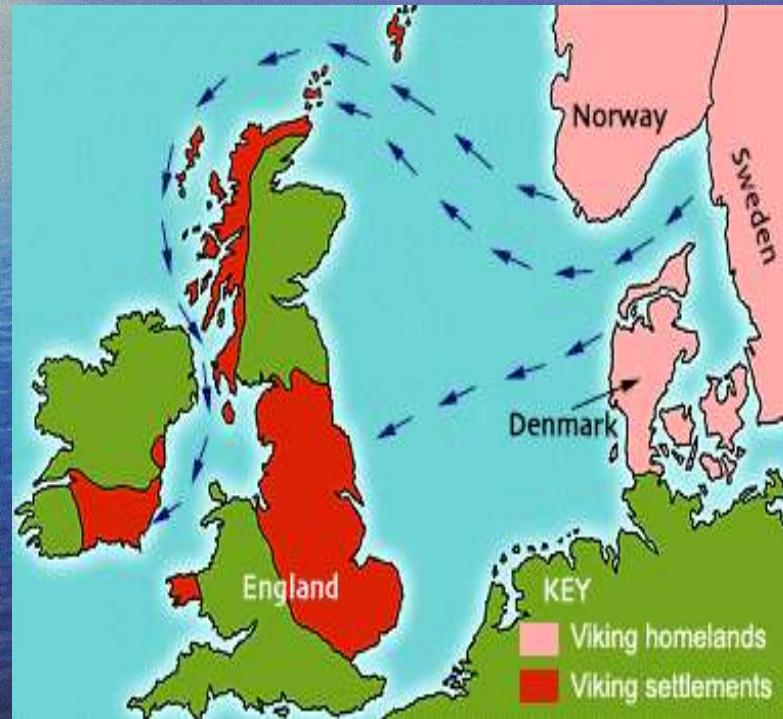 Norway
Sweden
Denmark
England
KEY
Viking homelands
Viking settlements